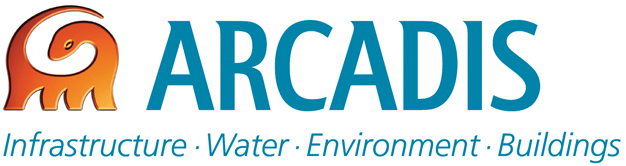 ARCADIS
Infrastructure · Water · Environment · Buildings